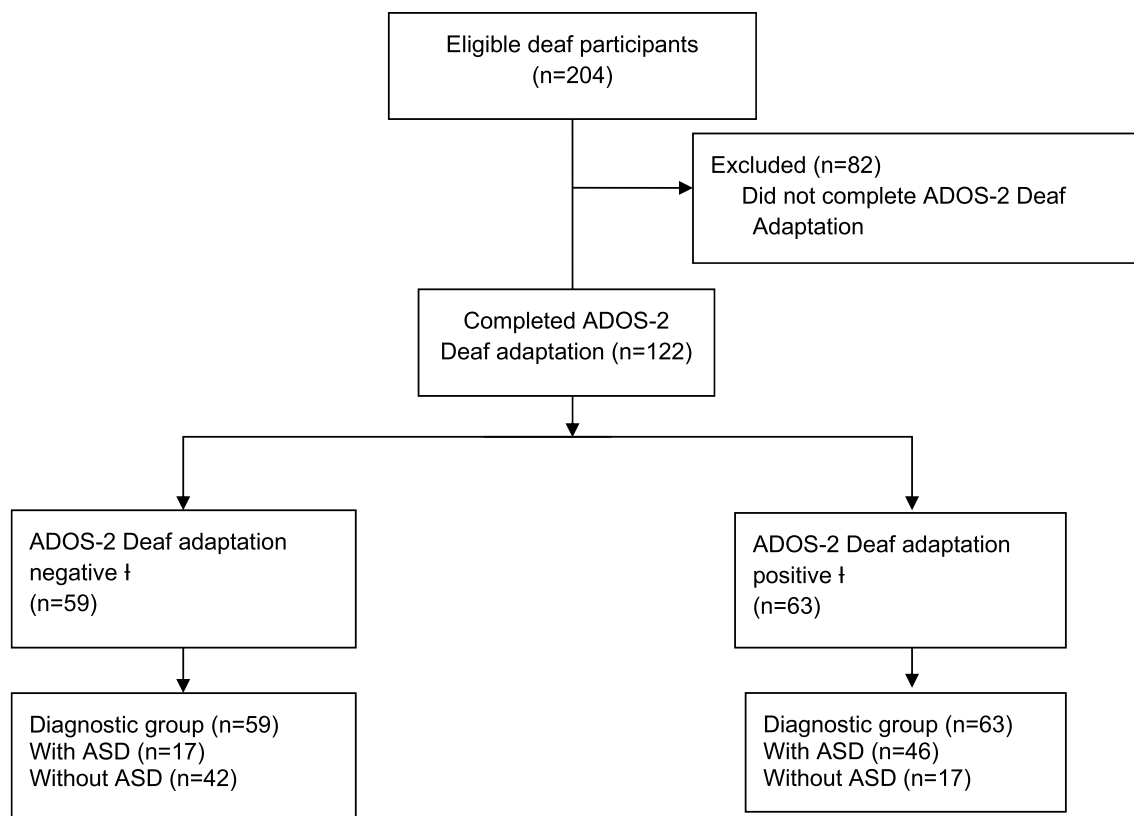 Eligible deaf participants
(n=204)
Excluded (n=82)
Did not complete ADOS-2 Deaf
Adaptation
Completed ADOS-2
Deaf adaptation (n=122)
ADOS-2 Deaf adaptation
negative ƚ
(n=59)
ADOS-2 Deaf adaptation
positive ƚ
(n=63)
Diagnostic group (n=59)
With ASD (n=17)
Without ASD (n=42)
Diagnostic group (n=63)
With ASD (n=46)
Without ASD (n=17)